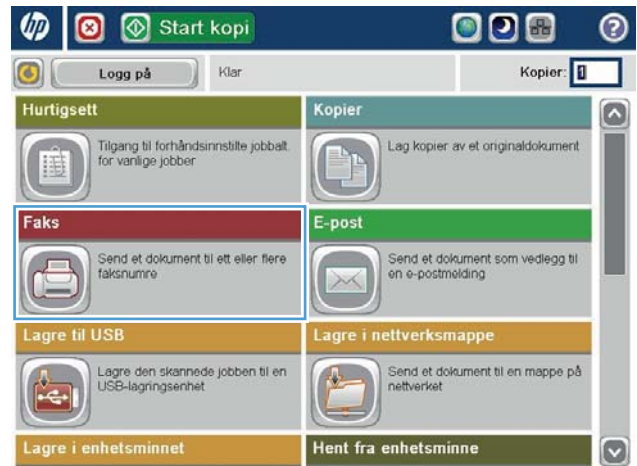 hp
Start kopi
?
Logg på
Klar
Kopier: 1
Hurtigsett
Tilgang til forhåndsinnstilte jobbalt.
for vanlige jobber
Kopier
Lag kopier av et originaldokument
Faks
Send et dokument til ett eller flere
faksnumre
E-post
Send et dokument som vedlegg til
en e-postmelding
Lagre til USB
Lagre den skannede jobben til en
USB-lagringsenhet
Lagre i nettverksmappe
Send et dokument til en mappe på
nettverket
Lagre i enhetsminnet
Hent fra enhetsminne